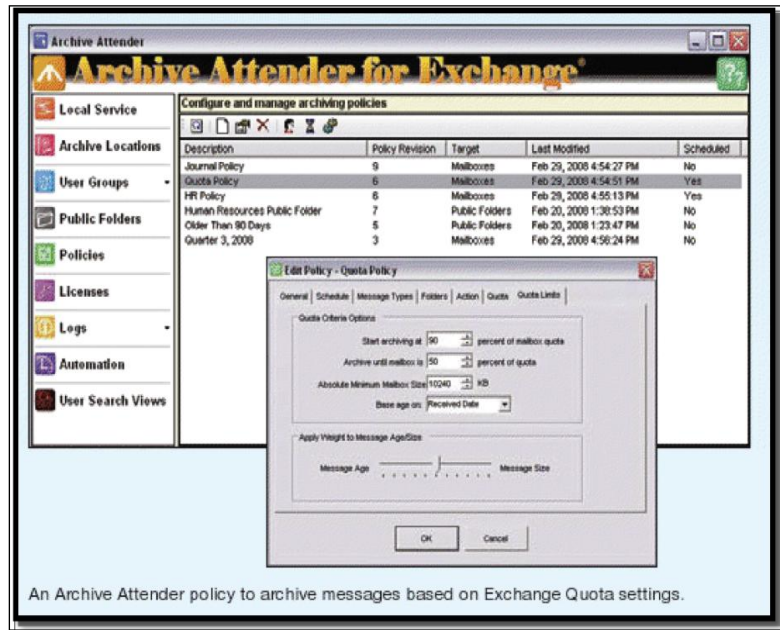 Archive Attender
Archive Attender for Exchange®
Local Service
Archive Locations
User Groups
Public Folders
Policies
Licenses
Logs
Automation
User Search Views
Configure and manage archiving policies
Description Policy Revision Target Last Modified Scheduled
Journal Policy 9 Mailboxes Feb 29, 2008 4:54:27 PM No
Quota Policy 6 Mailboxes Feb 29, 2008 4:54:51 PM Yes
HR Policy 6 Mailboxes Feb 29, 2008 4:55:13 PM Yes
Human Resources Public Folder 7 Public Folders Feb 20, 2008 1:38:53 PM No
Older Than 90 Days 5 Public Folders Feb 20, 2008 1:23:47 PM No
Quarter 3, 2008 3 Mailboxes Feb 29, 2008 4:56:24 PM No
Edit Policy - Quota Policy
General Schedule Message Types Folders Action Quota Quota Limits
Quota Criteria Options
Start archiving at 90 percent of mailbox quota
Archive until mailbox is 50 percent of quota
Absolute Minimum Mailbox Size 10240 KB
Base age on: Received Date
Apply Weight to Message Age/Size
Message Age Message Size
OK Cancel
An Archive Attender policy to archive messages based on Exchange Quota settings.